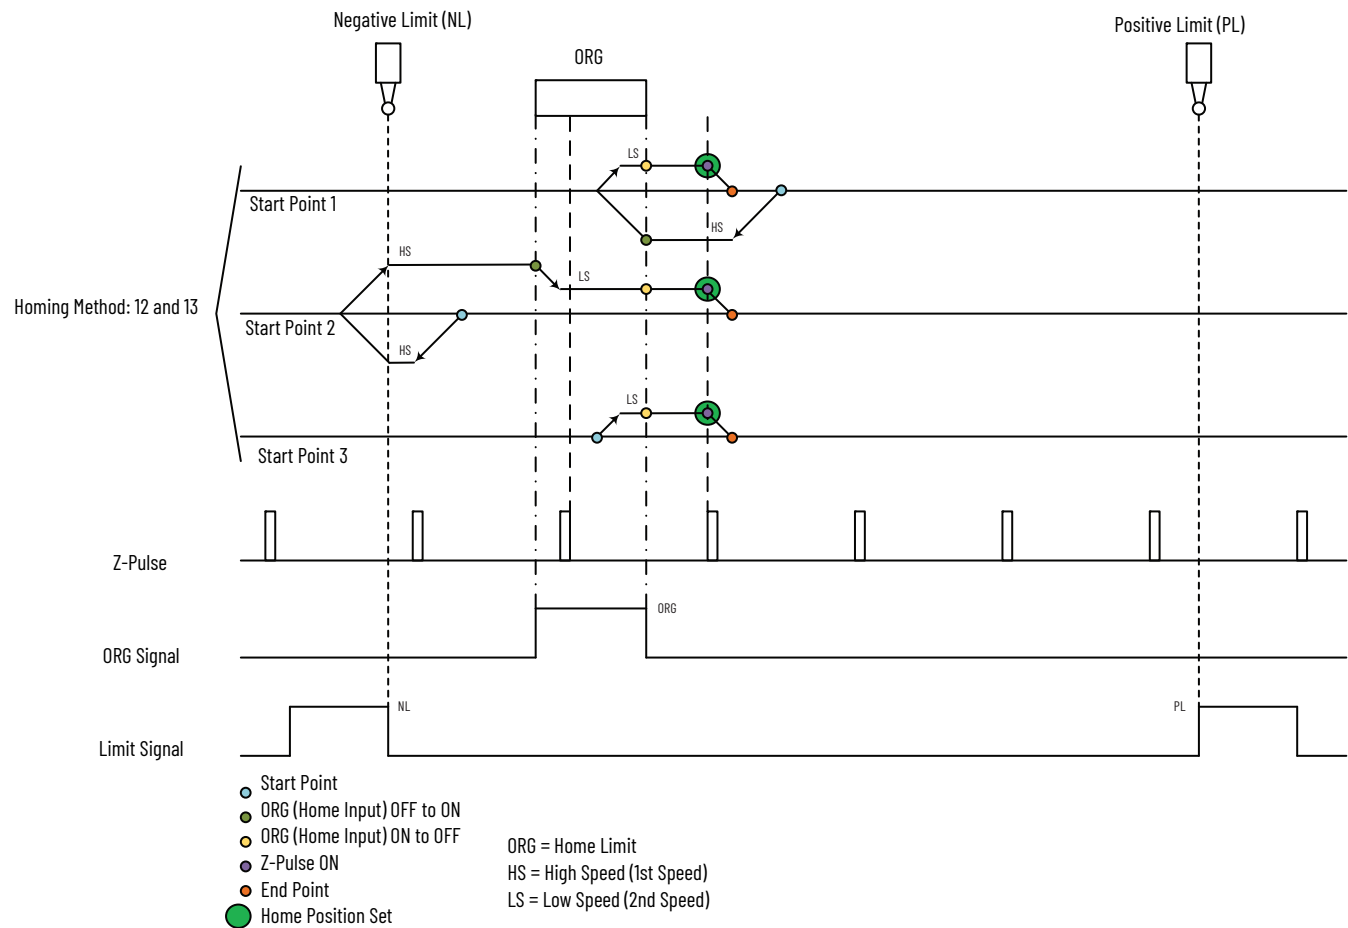 Negative Limit (NL)
Positive Limit (PL)
ORG
LS
Start Point 1
HS
HS
LS
Homing Method: 12 and 13
Start Point 2
HS
LS
Start Point 3
Z-Pulse
ORG
ORG Signal
NL
PL
Limit Signal
Start Point
ORG (Home Input) OFF to ON
ORG (Home Input) ON to OFF
Z-Pulse ON
End Point
Home Position Set
ORG = Home Limit
HS = High Speed (1st Speed)
LS = Low Speed (2nd Speed)